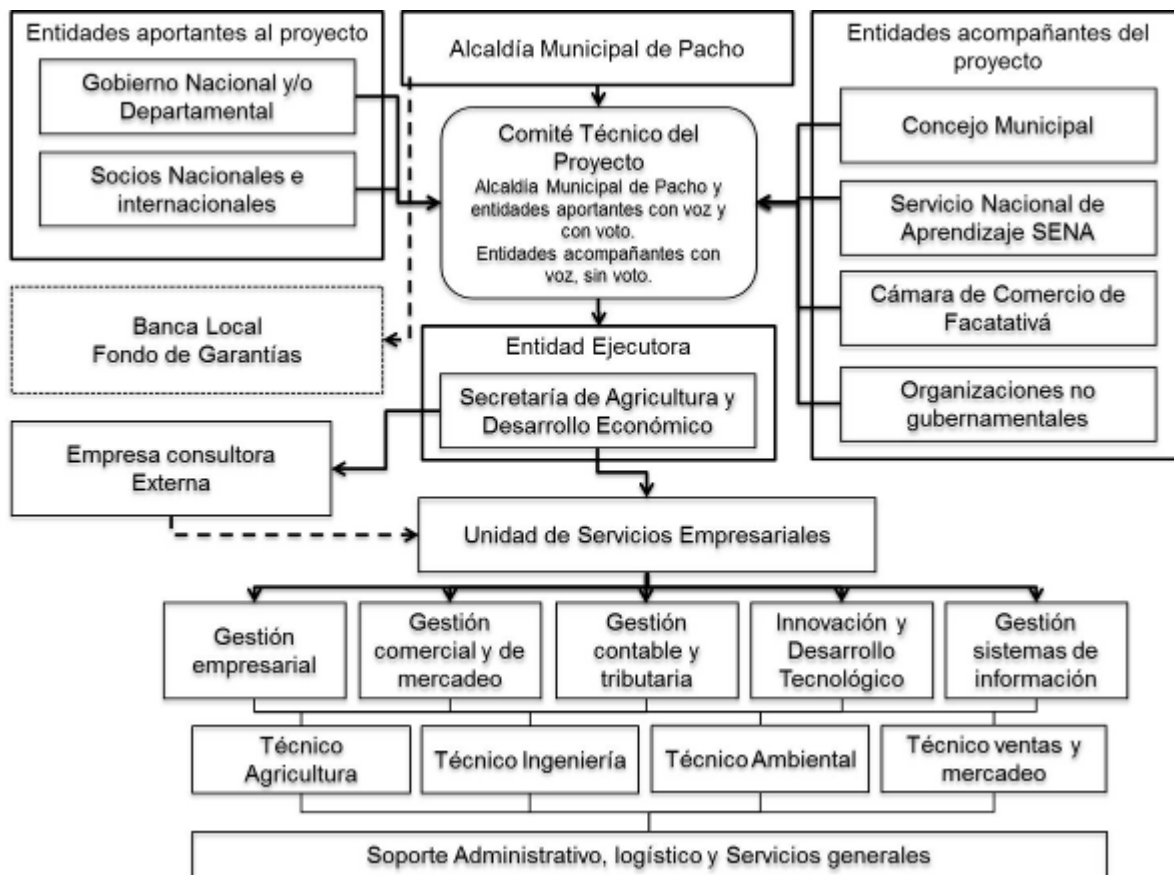 Entidades aportantes al proyecto
Gobierno Nacional y/o
Departamental
Socios Nacionales e
internacionales
Alcaldía Municipal de Pacho
Entidades acompañantes del
proyecto
Concejo Municipal
Servicio Nacional de
Aprendizaje SENA
Cámara de Comercio de
Facatativá
Organizaciones no
gubernamentales
Comité Técnico del
Proyecto
Alcaldía Municipal de Pacho y
entidades aportantes con voz y
con voto.
Entidades acompañantes con
voz, sin voto.
Banca Local
Fondo de Garantías
Entidad Ejecutora
Secretaría de Agricultura y
Desarrollo Económico
Empresa consultora
Externa
Unidad de Servicios Empresariales
Gestión
empresarial
Gestión
comercial y de
mercadeo
Gestión
contable y
tributaria
Innovación y
Desarrollo
Tecnológico
Gestión
sistemas de
información
Técnico
Agricultura
Técnico Ingeniería
Técnico Ambiental
Técnico ventas y
mercadeo
Soporte Administrativo, logístico y Servicios generales